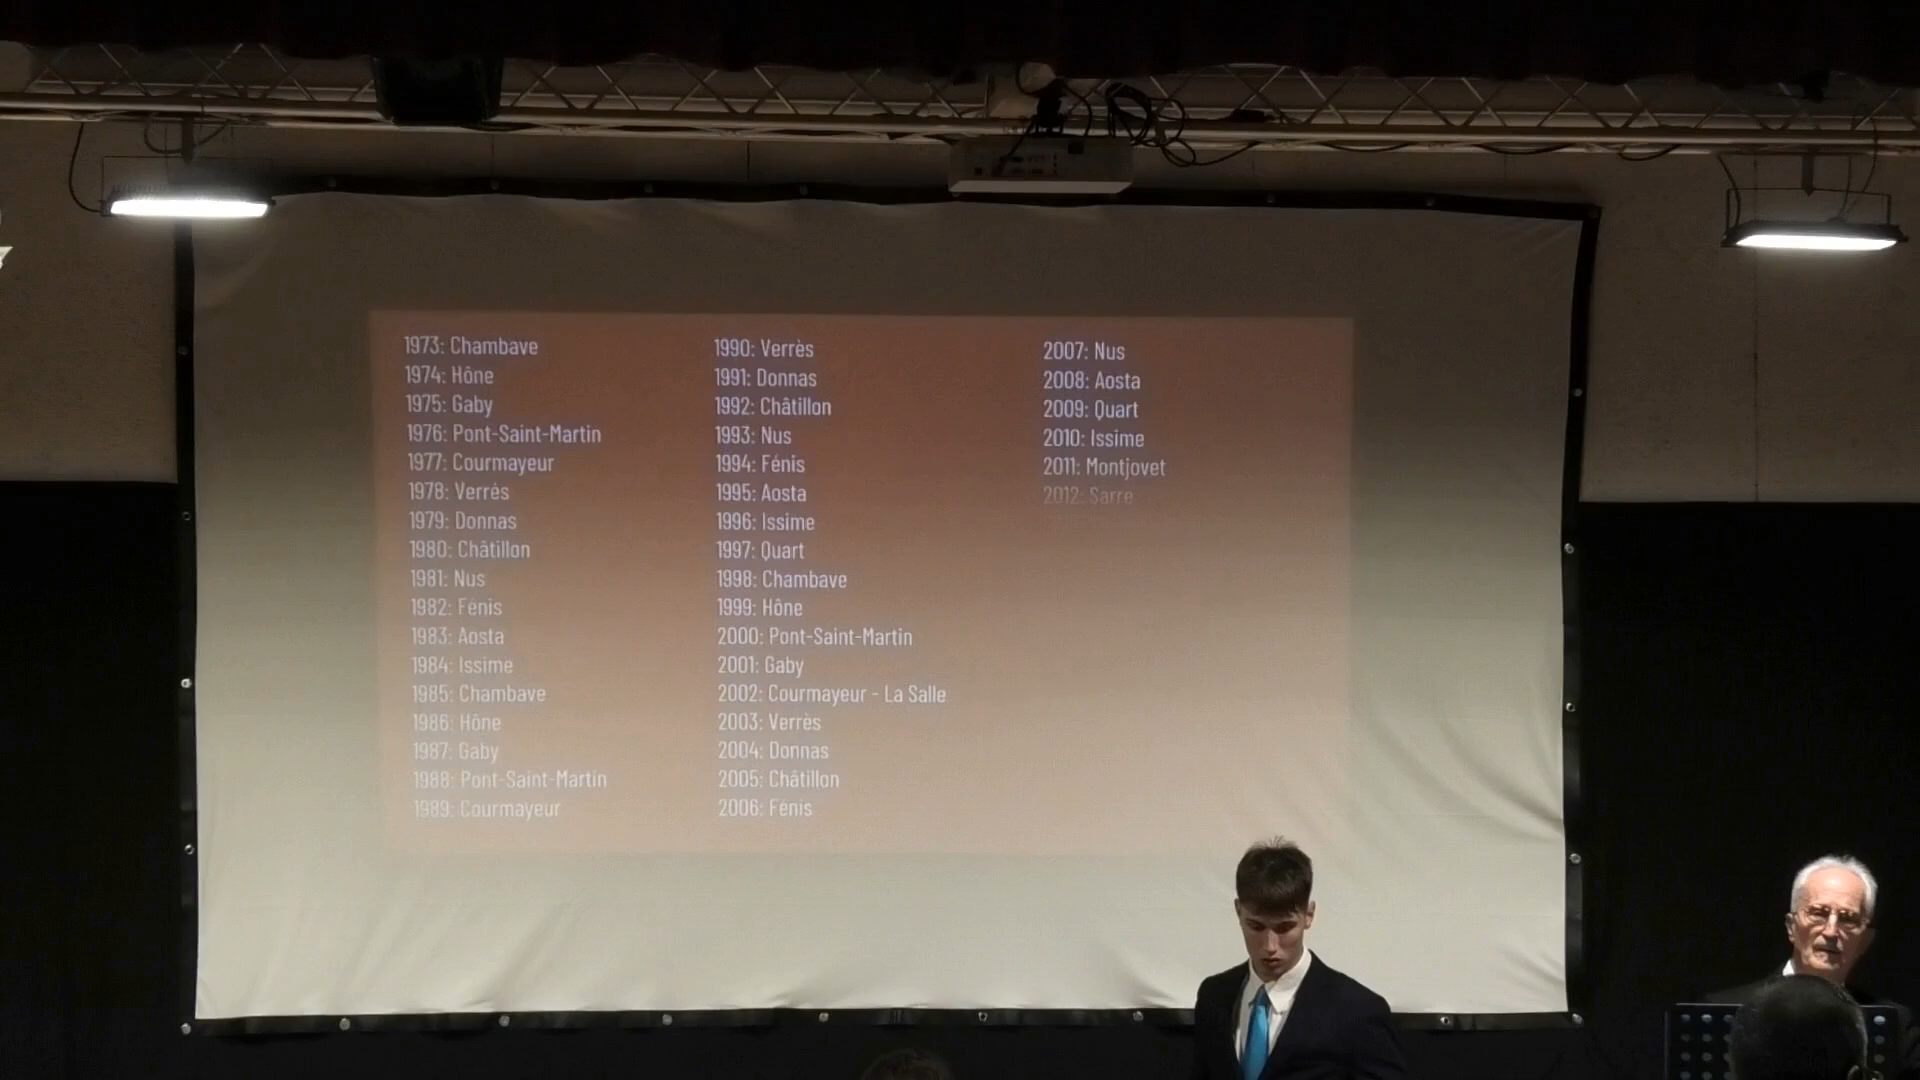 1973: Chambave
1974: Hône
1975: Gaby
1976: Pont-Saint-Martin
1977: Courmayeur
1978: Verrès
1979: Donnas
1980: Châtillon
1981: Nus
1982: Fénis
1983: Aosta
1984: Issime
1985: Chambave
1986: Hône
1987: Gaby
1988: Pont-Saint-Martin
1989: Courmayeur
1990: Verrès
1991: Donnas
1992: Châtillon
1993: Nus
1994: Fénis
1995: Aosta
1996: Issime
1997: Quart
1998: Chambave
1999: Hône
2000: Pont-Saint-Martin
2001: Gaby
2002: Courmayeur - La Salle
2003: Verrès
2004: Donnas
2005: Châtillon
2006: Fénis
2007: Nus
2008: Aosta
2009: Quart
2010: Issime
2011: Montjovet
2012: Sarre